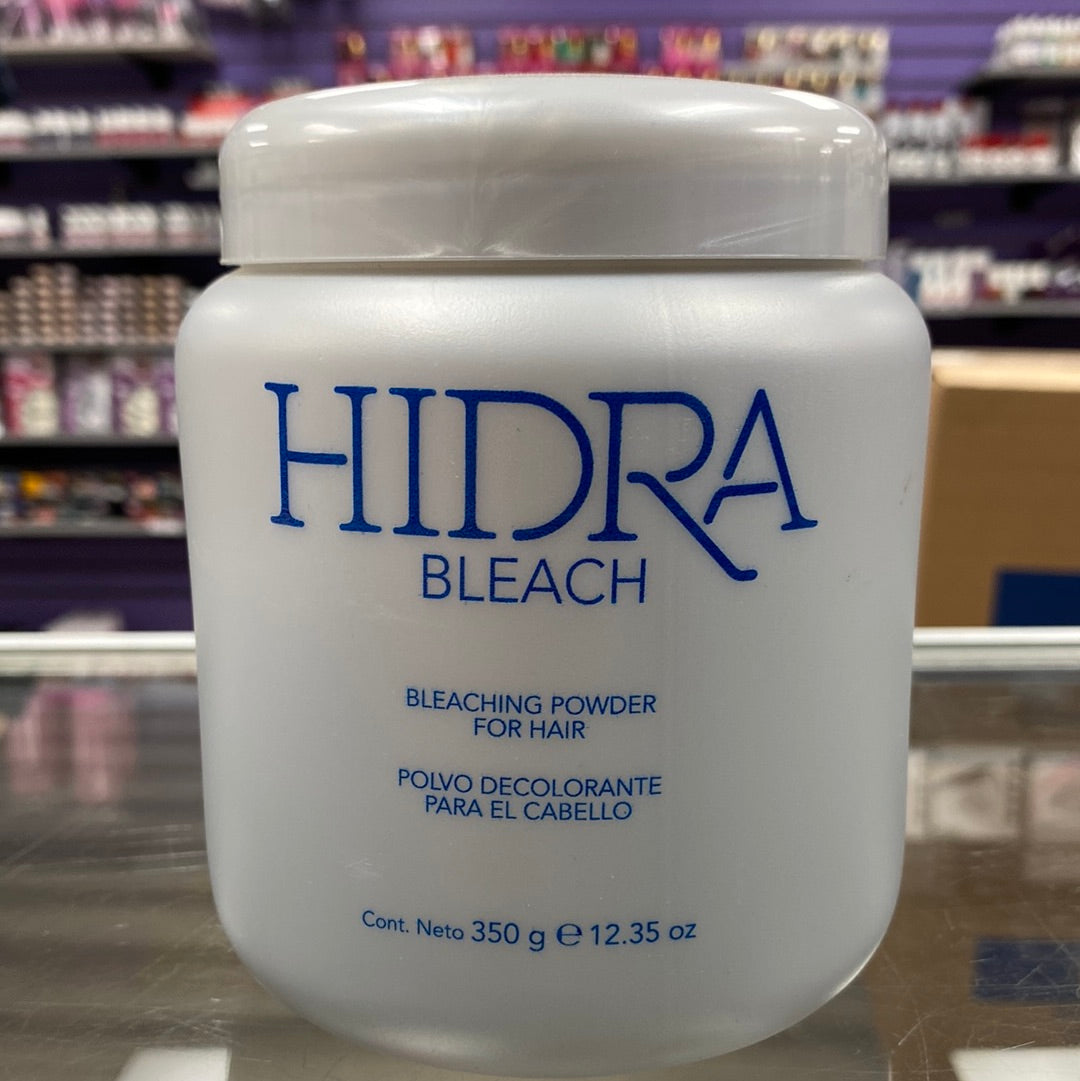 HIDRA
BLEACH
BLEACHING POWDER
FOR HAIR
POLVO DECOLORANTE
PARA EL CABELLO
Cont. Neto 350 g ℮ 12.35 oz